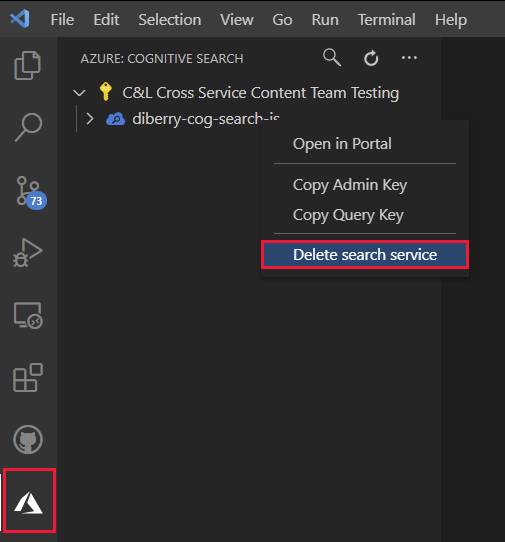 File Edit Selection View Go Run Terminal Help
AZURE: COGNITIVE SEARCH
C&L Cross Service Content Team Testing
diberry-cog-search-js
Open in Portal
Copy Admin Key
Copy Query Key
73
Delete search service